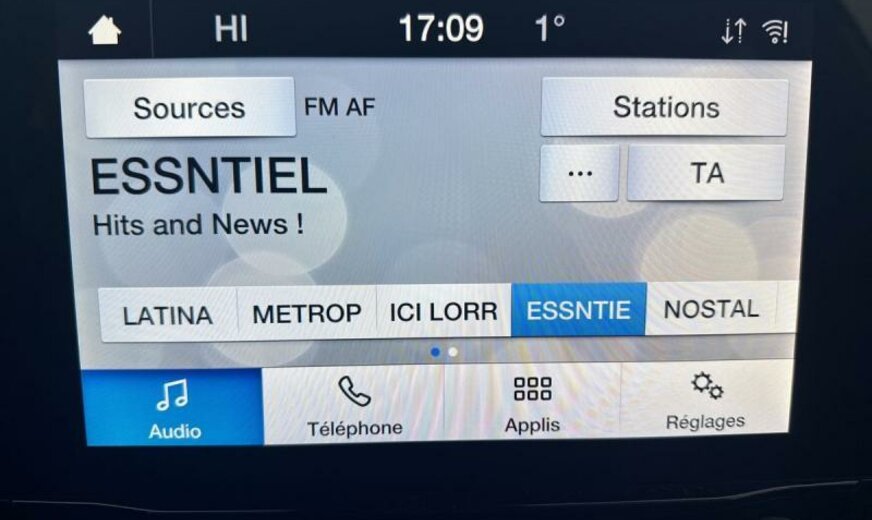 HI 17:09 1°
Sources FM AF Stations
ESSNTIEL ... TA
Hits and News !
LATINA METROP ICI LORR ESSNTIE NOSTAL
Audio Téléphone Applis Réglages